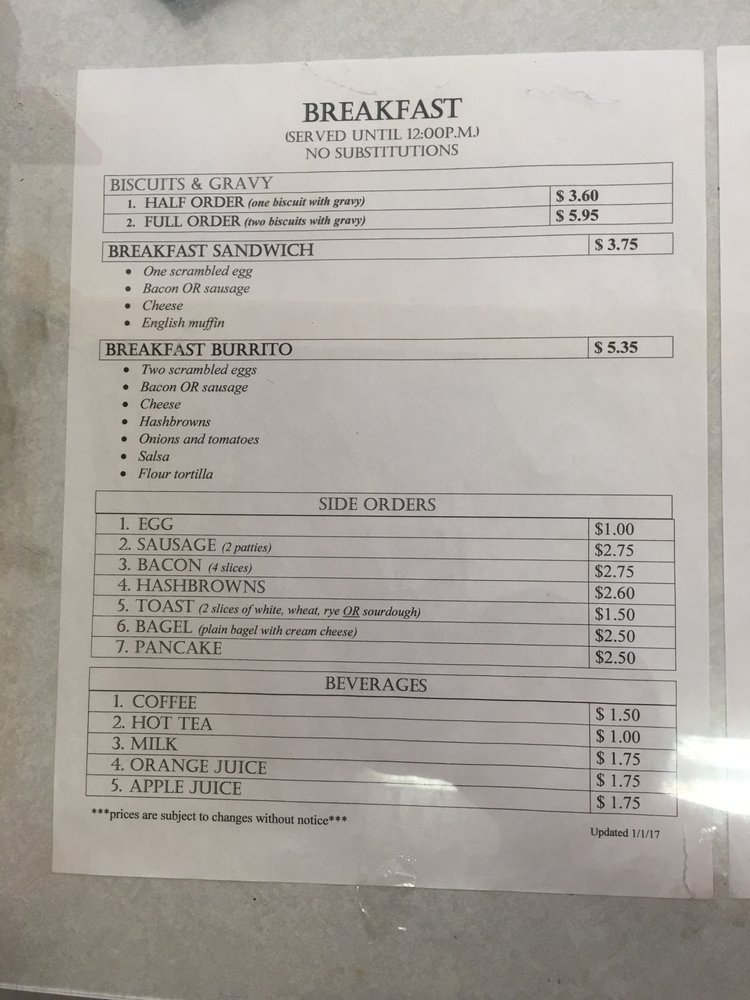 BREAKFAST
(SERVED UNTIL 12:00P.M.)
NO SUBSTITUTIONS
BISCUITS & GRAVY
1. HALF ORDER (one biscuit with gravy) $ 3.60
2. FULL ORDER (two biscuits with gravy) $ 5.95
BREAKFAST SANDWICH $ 3.75
• One scrambled egg
• Bacon OR sausage
• Cheese
• English muffin
BREAKFAST BURRITO $ 5.35
• Two scrambled eggs
• Bacon OR sausage
• Cheese
• Hashbrowns
• Onions and tomatoes
• Salsa
• Flour tortilla
SIDE ORDERS
1. EGG $1.00
2. SAUSAGE (2 patties) $2.75
3. BACON (4 slices) $2.75
4. HASHBROWNS $2.60
5. TOAST (2 slices of white, wheat, rye OR sourdough) $1.50
6. BAGEL (plain bagel with cream cheese) $2.50
7. PANCAKE $2.50
BEVERAGES
1. COFFEE $ 1.50
2. HOT TEA $ 1.00
3. MILK $ 1.75
4. ORANGE JUICE $ 1.75
5. APPLE JUICE $ 1.75
***prices are subject to changes without notice***
Updated 1/1/17